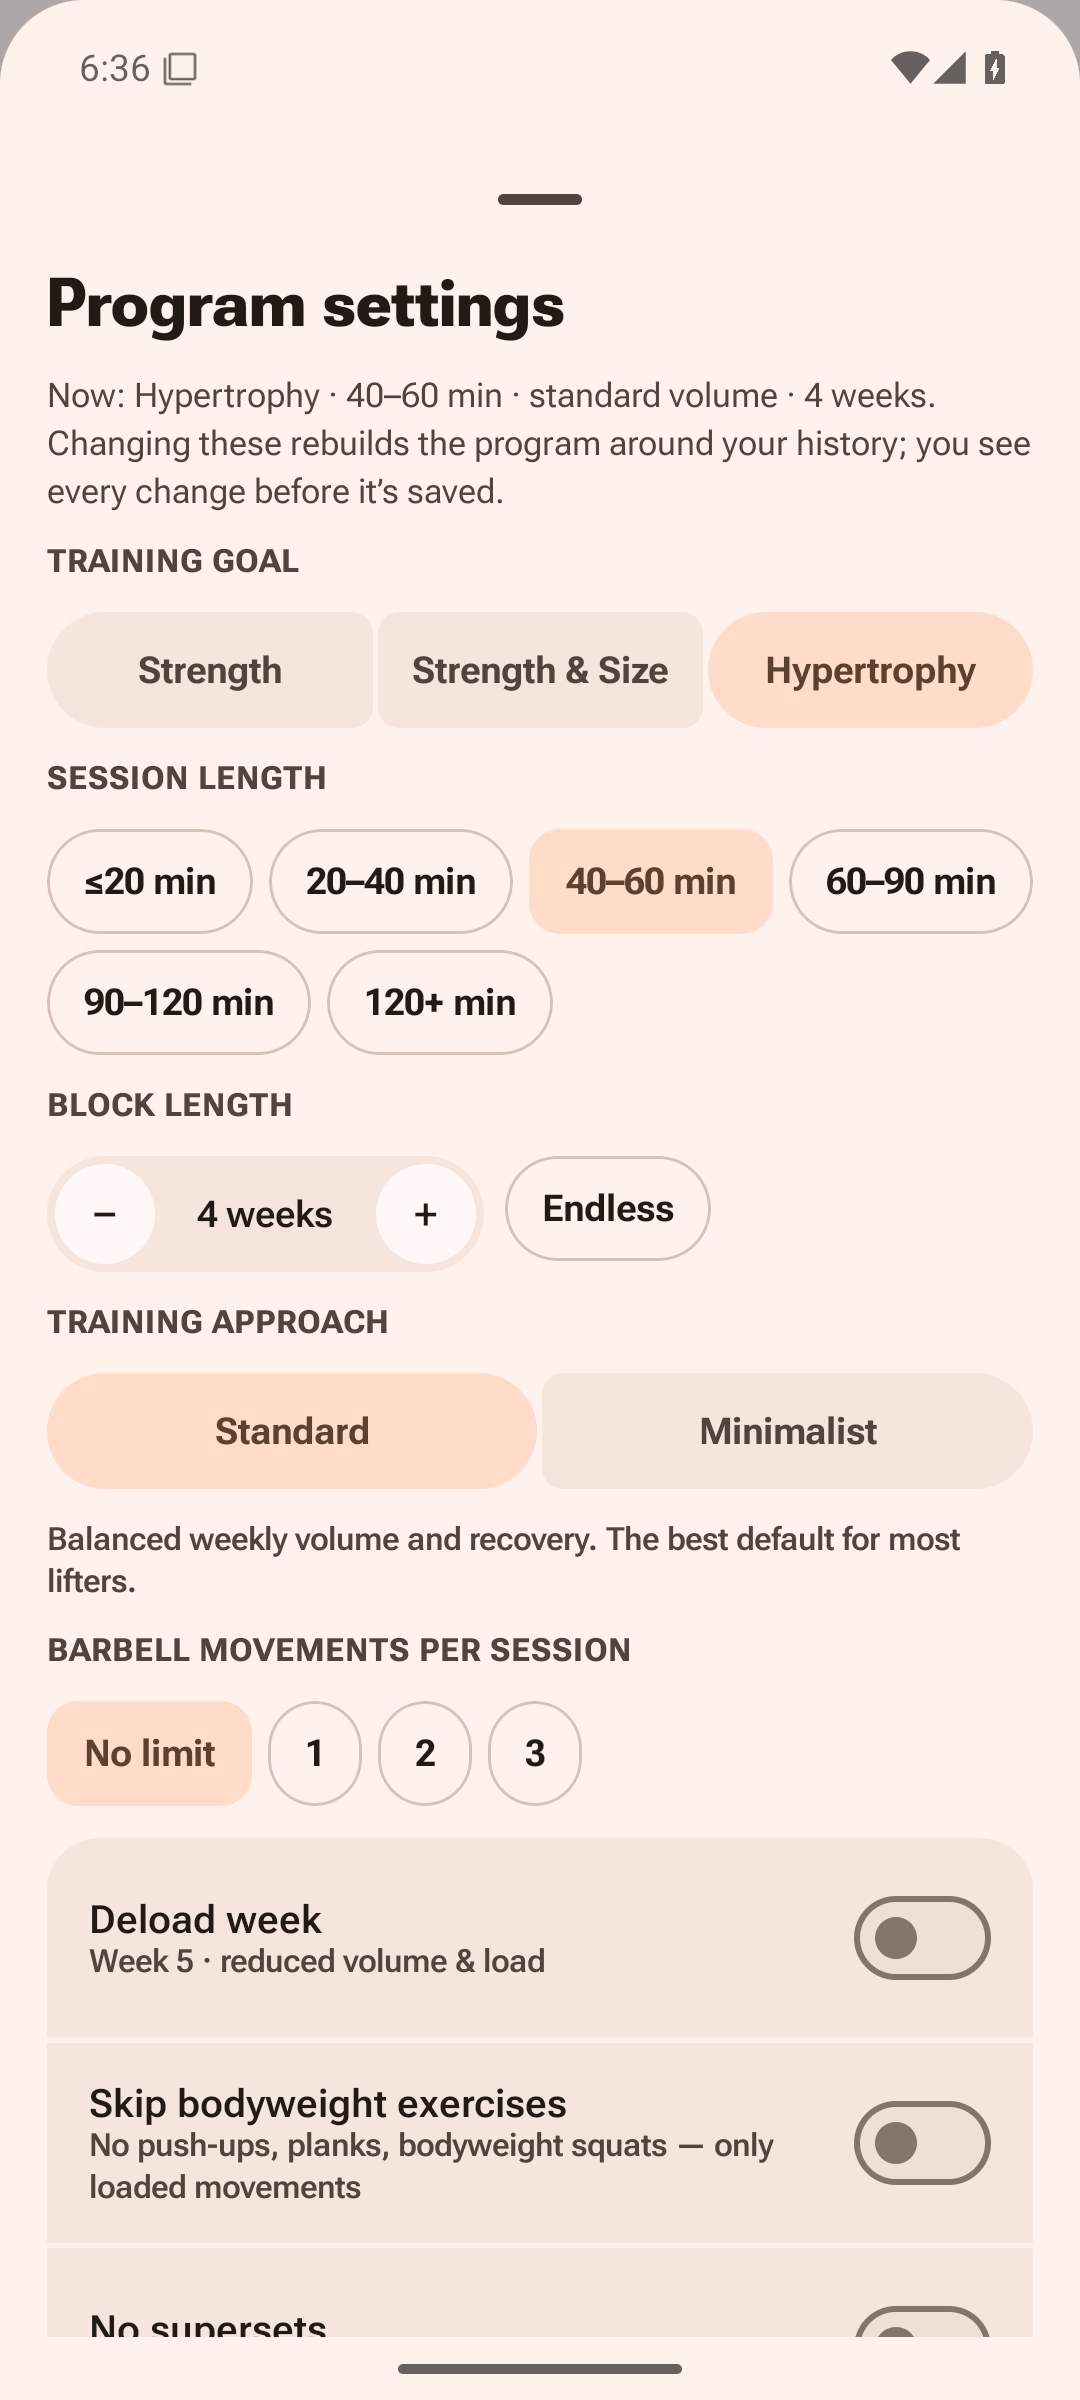 6:36
Program settings
Now: Hypertrophy · 40–60 min · standard volume · 4 weeks.
Changing these rebuilds the program around your history; you see
every change before it’s saved.
TRAINING GOAL
Strength
Strength & Size
Hypertrophy
SESSION LENGTH
≤20 min
20–40 min
40–60 min
60–90 min
90–120 min
120+ min
BLOCK LENGTH
− 4 weeks +
Endless
TRAINING APPROACH
Standard
Minimalist
Balanced weekly volume and recovery. The best default for most
lifters.
BARBELL MOVEMENTS PER SESSION
No limit
1
2
3
Deload week
Week 5 · reduced volume & load
Skip bodyweight exercises
No push-ups, planks, bodyweight squats — only
loaded movements
No supersets